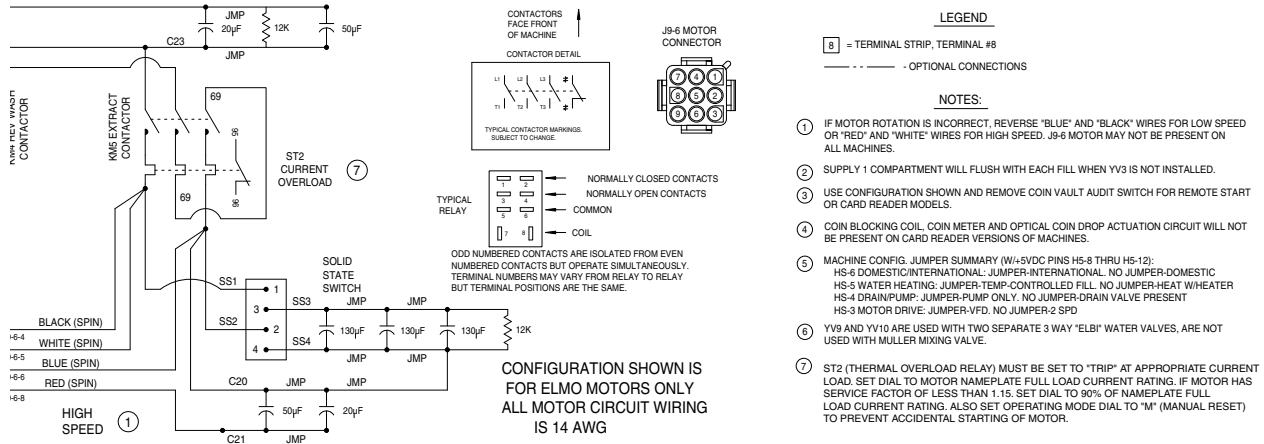 JMP
20µF
12K
50µF
C23
JMP
KM5 EXTRACT
CONTACTOR
CONTACTOR
69
95
96
69
ST2
CURRENT
OVERLOAD
7
CONTACTORS
FACE FRONT
OF MACHINE
CONTACTOR DETAIL
L1 L2 L3
T1 T2 T3
TYPICAL CONTACTOR MARKINGS.
SUBJECT TO CHANGE.
J9-6 MOTOR
CONNECTOR
7 4 1
8 5 2
9 6 3
TYPICAL
RELAY
1 2
3 4
5 6
7 8
NORMALLY CLOSED CONTACTS
NORMALLY OPEN CONTACTS
COMMON
COIL
ODD NUMBERED CONTACTS ARE ISOLATED FROM EVEN
NUMBERED CONTACTS BUT OPERATE SIMULTANEOUSLY.
TERMINAL NUMBERS MAY VARY FROM RELAY TO RELAY
BUT TERMINAL POSITIONS ARE THE SAME.
SOLID
STATE
SWITCH
SS1
1
3
SS2
2
4
SS3
JMP
JMP
130µF
130µF
130µF
12K
SS4
JMP
JMP
BLACK (SPIN)
-6-4
WHITE (SPIN)
-6-5
BLUE (SPIN)
-6-6
RED (SPIN)
-6-8
C20
JMP
JMP
50µF
20µF
C21
JMP
HIGH
SPEED
1
CONFIGURATION SHOWN IS
FOR ELMO MOTORS ONLY
ALL MOTOR CIRCUIT WIRING
IS 14 AWG
LEGEND
8 = TERMINAL STRIP, TERMINAL #8
- OPTIONAL CONNECTIONS
NOTES:
1 IF MOTOR ROTATION IS INCORRECT, REVERSE "BLUE" AND "BLACK" WIRES FOR LOW SPEED
OR "RED" AND "WHITE" WIRES FOR HIGH SPEED. J9-6 MOTOR MAY NOT BE PRESENT ON
ALL MACHINES.
2 SUPPLY 1 COMPARTMENT WILL FLUSH WITH EACH FILL WHEN YV3 IS NOT INSTALLED.
3 USE CONFIGURATION SHOWN AND REMOVE COIN VAULT AUDIT SWITCH FOR REMOTE START
OR CARD READER MODELS.
4 COIN BLOCKING COIL, COIN METER AND OPTICAL COIN DROP ACTUATION CIRCUIT WILL NOT
BE PRESENT ON CARD READER VERSIONS OF MACHINES.
5 MACHINE CONFIG. JUMPER SUMMARY (W/+5VDC PINS H5-8 THRU H5-12):
HS-6 DOMESTIC/INTERNATIONAL: JUMPER-INTERNATIONAL. NO JUMPER-DOMESTIC
HS-5 WATER HEATING: JUMPER-TEMP-CONTROLLED FILL. NO JUMPER-HEAT W/HEATER
HS-4 DRAIN/PUMP: JUMPER-PUMP ONLY. NO JUMPER-DRAIN VALVE PRESENT
HS-3 MOTOR DRIVE: JUMPER-VFD. NO JUMPER-2 SPD
6 YV9 AND YV10 ARE USED WITH TWO SEPARATE 3 WAY "ELBI" WATER VALVES, ARE NOT
USED WITH MULLER MIXING VALVE.
7 ST2 (THERMAL OVERLOAD RELAY) MUST BE SET TO "TRIP" AT APPROPRIATE CURRENT
LOAD. SET DIAL TO MOTOR NAMEPLATE FULL LOAD CURRENT RATING. IF MOTOR HAS
SERVICE FACTOR OF LESS THAN 1.15. SET DIAL TO 90% OF NAMEPLATE FULL
LOAD CURRENT RATING. ALSO SET OPERATING MODE DIAL TO "M" (MANUAL RESET)
TO PREVENT ACCIDENTAL STARTING OF MOTOR.